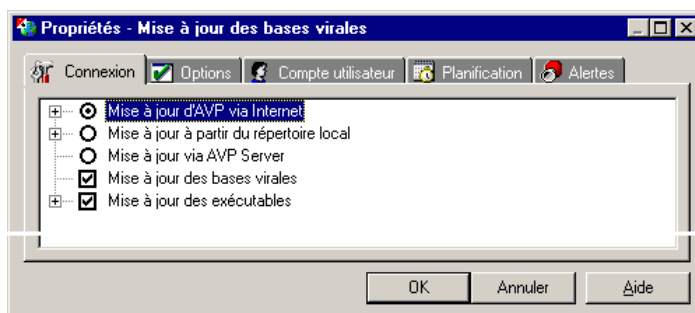 Propriétés - Mise à jour des bases virales
Connexion Options Compte utilisateur Planification Alertes
Mise à jour d'AVP via Internet
Mise à jour à partir du répertoire local
Mise à jour via AVP Server
Mise à jour des bases virales
Mise à jour des exécutables
OK Annuler Aide